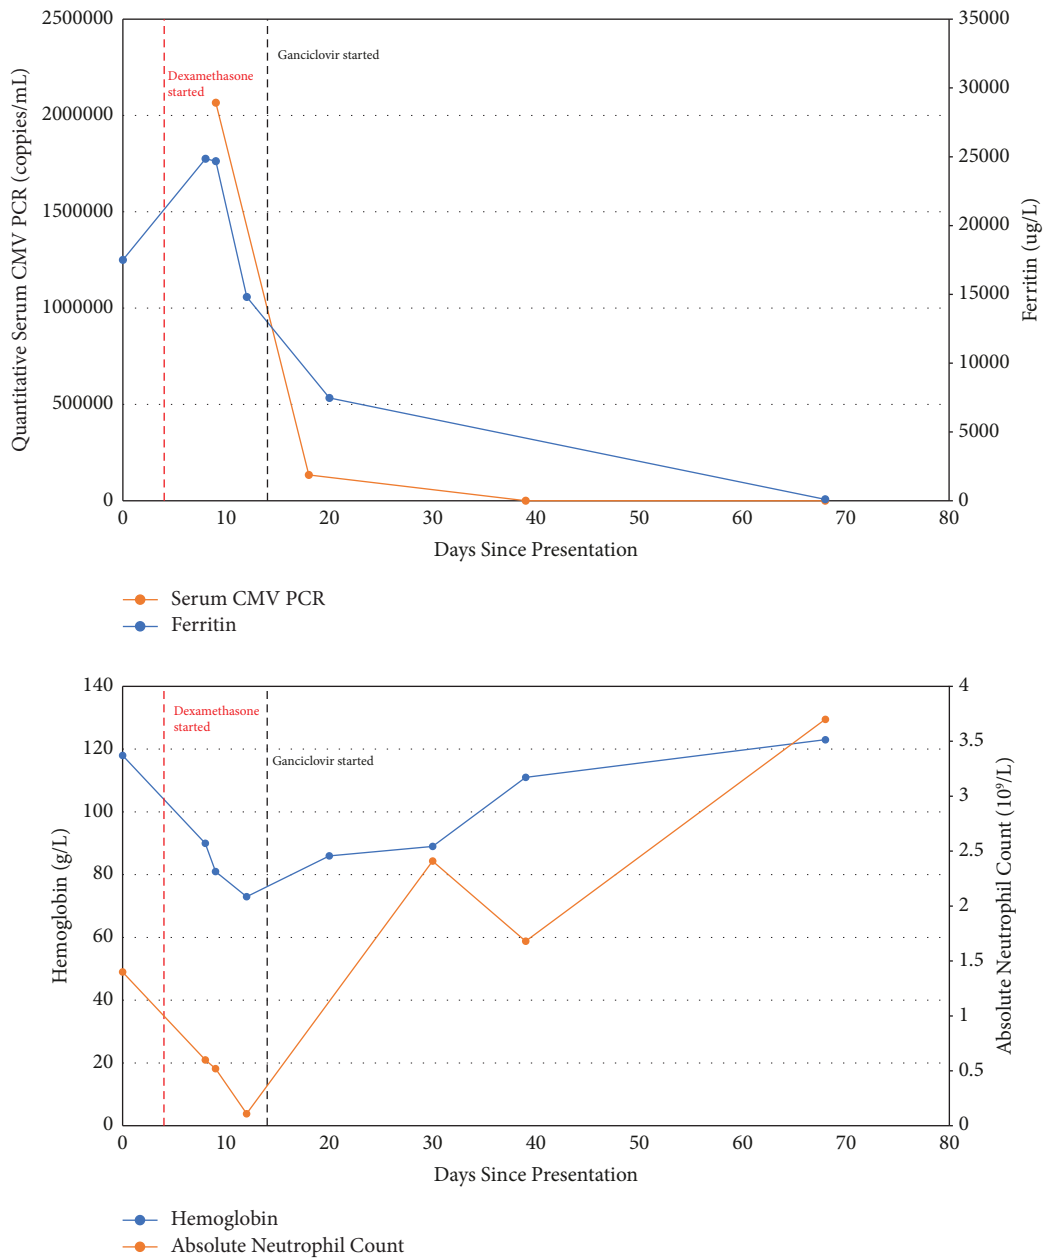 2500000
2000000
1500000
1000000
500000
0
Quantitative Serum CMV PCR (coppies/mL)
Dexamethasone
started
Ganciclovir started
35000
30000
25000
20000
15000
10000
5000
0
Ferritin (ug/L)
0 10 20 30 40 50 60 70 80
Days Since Presentation
Serum CMV PCR
Ferritin
140
120
100
80
60
40
20
0
Hemoglobin (g/L)
Dexamethasone
started
Ganciclovir started
4
3.5
3
2.5
2
1.5
1
0.5
0
Absolute Neutrophil Count (10⁹/L)
0 10 20 30 40 50 60 70 80
Days Since Presentation
Hemoglobin
Absolute Neutrophil Count